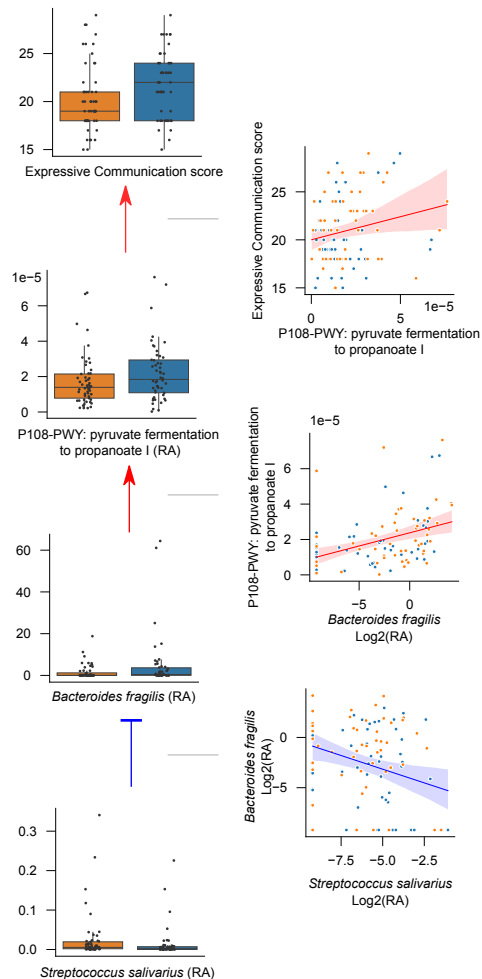 25
20
15
Expressive Communication score
1e-5
6
4
2
0
P108-PWY: pyruvate fermentation
to propanoate I (RA)
60
40
20
0
Bacteroides fragilis (RA)
0.3
0.2
0.1
0.0
Streptococcus salivarius (RA)
Expressive Communication score
25
20
15
0
5
1e-5
P108-PWY: pyruvate fermentation
to propanoate I
1e-5
P108-PWY: pyruvate fermentation
to propanoate I
6
4
2
0
−5
0
Bacteroides fragilis
Log2(RA)
Bacteroides fragilis
Log2(RA)
0
−5
−7.5
−5.0
−2.5
Streptococcus salivarius
Log2(RA)